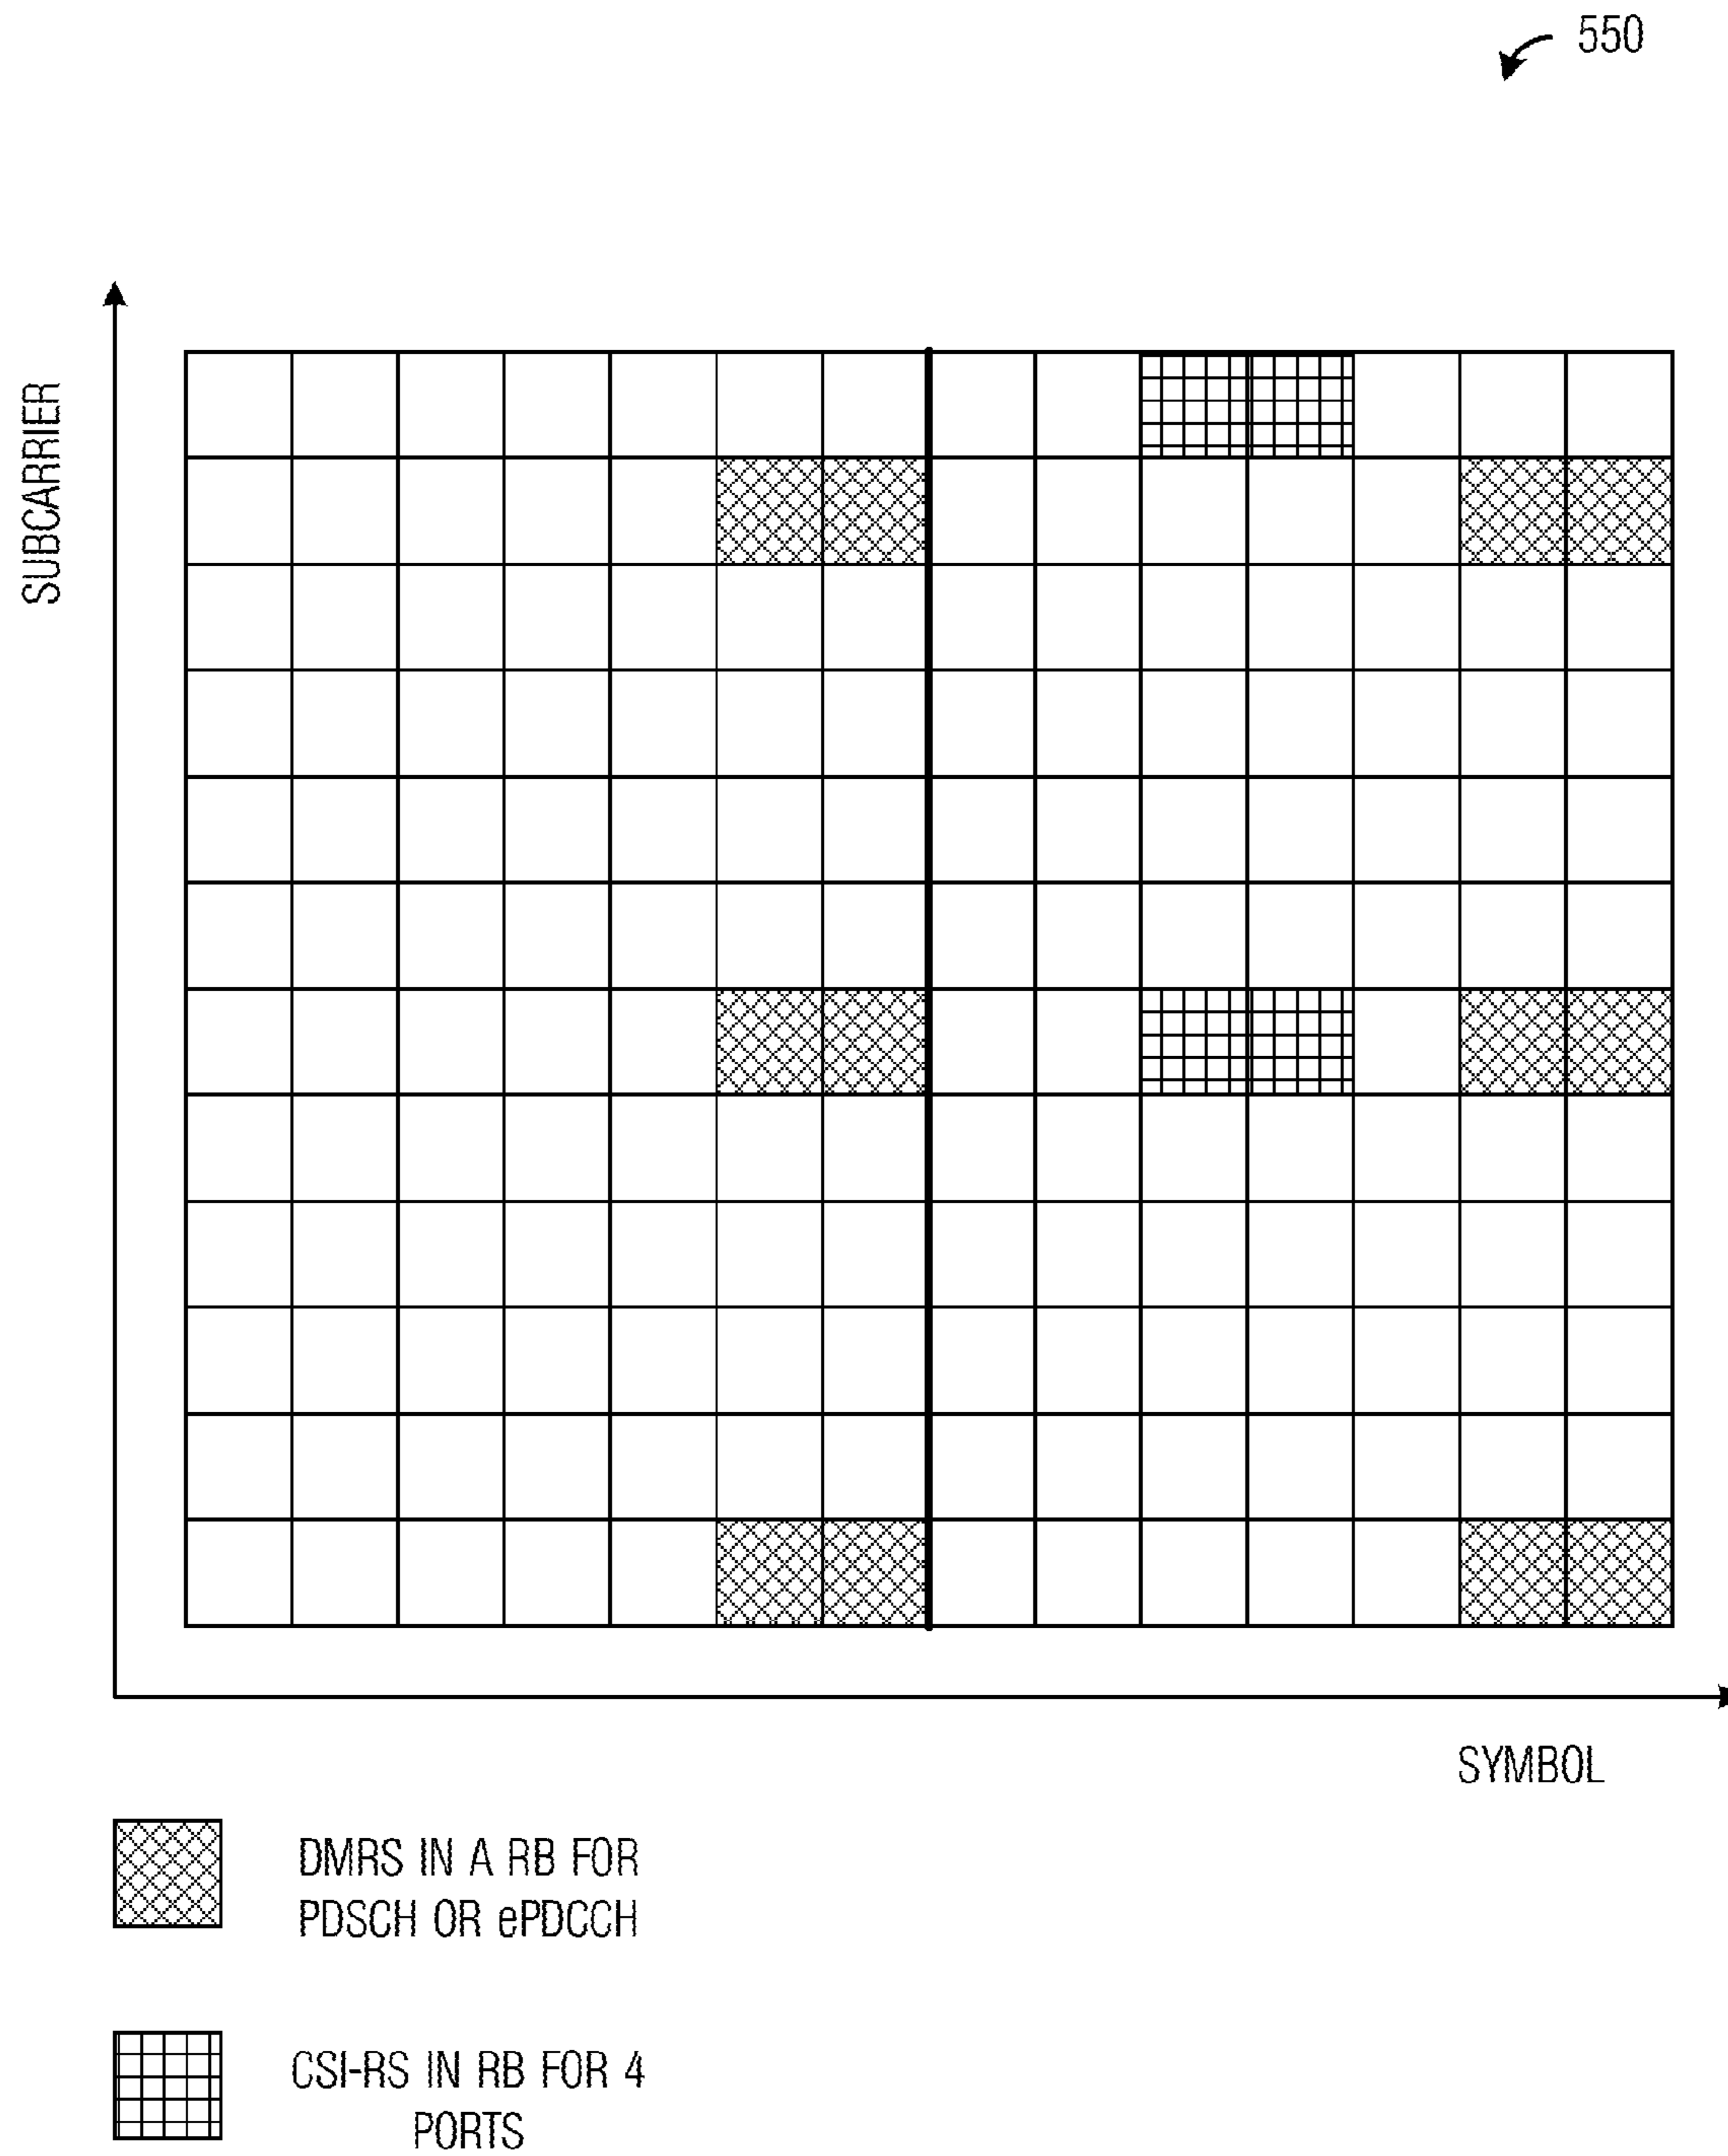 550
SUBCARRIER
SYMBOL
DMRS IN A RB FOR
PDSCH OR ePDCCH
CSI-RS IN RB FOR 4
PORTS